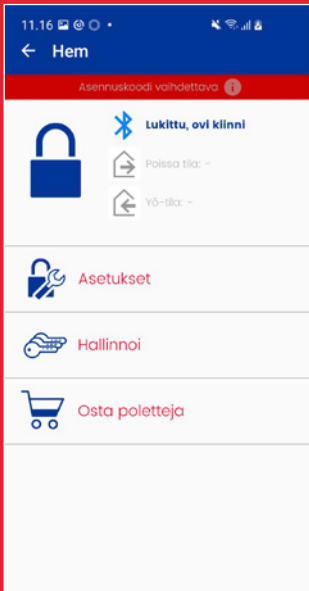 11.16
Hem
Asennuskoodi vaihdettava
Lukittu, ovi kiinni
Poissa tila: -
Yö-tila: -
Asetukset
Hallinnoi
Osta poletteja